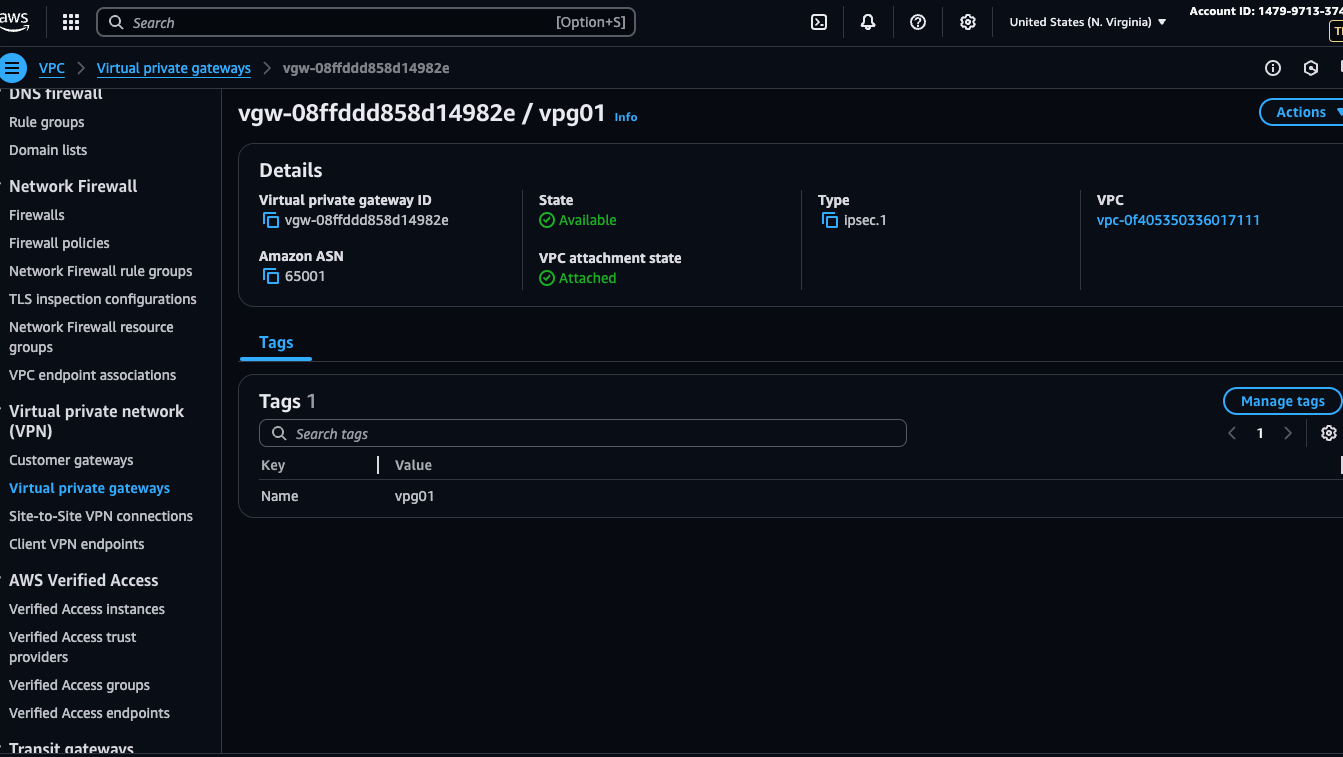 aws
Search [Option+S]
United States (N. Virginia)
Account ID: 1479-9713-374
VPC
Virtual private gateways
vgw-08ffddd858d14982e
DNS firewall
Rule groups
Domain lists
Network Firewall
Firewalls
Firewall policies
Network Firewall rule groups
TLS inspection configurations
Network Firewall resource
groups
VPC endpoint associations
Virtual private network
(VPN)
Customer gateways
Virtual private gateways
Site-to-Site VPN connections
Client VPN endpoints
AWS Verified Access
Verified Access instances
Verified Access trust
providers
Verified Access groups
Verified Access endpoints
Transit gateways
vgw-08ffddd858d14982e / vpg01 Info
Actions
Details
Virtual private gateway ID
vgw-08ffddd858d14982e
Amazon ASN
65001
State
Available
VPC attachment state
Attached
Type
ipsec.1
VPC
vpc-0f405350336017111
Tags
Tags 1
Manage tags
Search tags
1
Key Value
Name vpg01